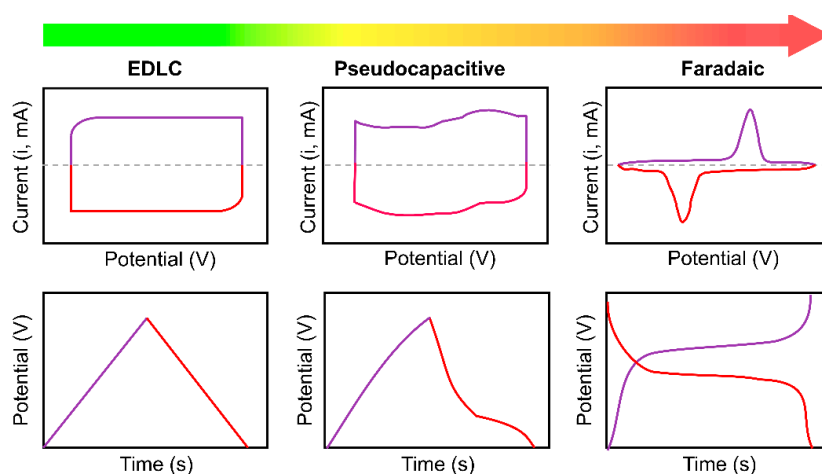 EDLC
Pseudocapacitive
Faradaic
Current (i, mA)
Potential (V)
Current (i, mA)
Potential (V)
Current (i, mA)
Potential (V)
Potential (V)
Time (s)
Potential (V)
Time (s)
Potential (V)
Time (s)